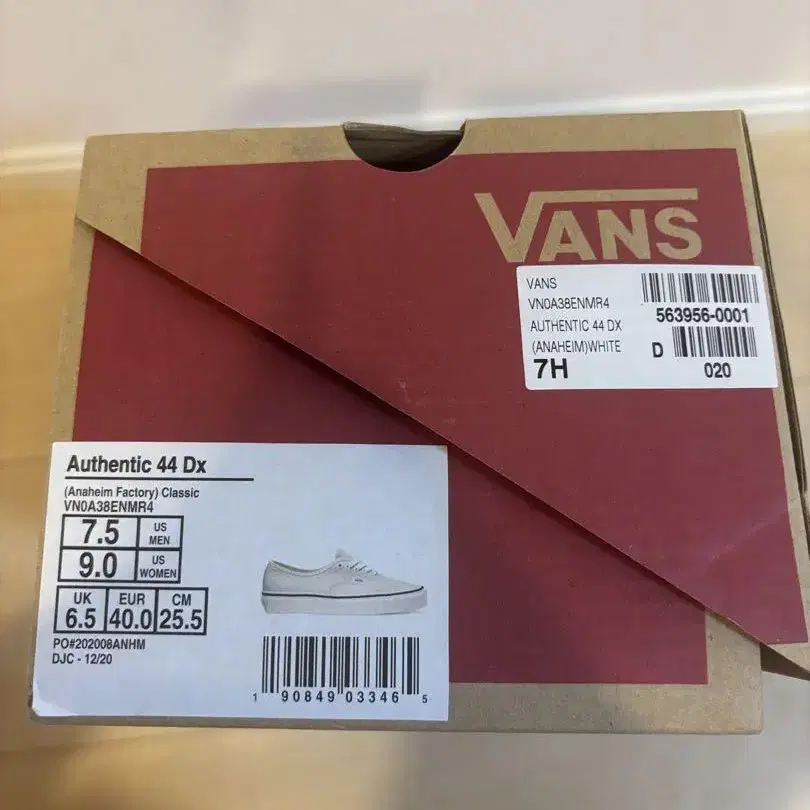 VANS
VANS
VN0A38ENMR4
AUTHENTIC 44 DX
(ANAHEIM)WHITE
7H
563956-0001
D
020
Authentic 44 Dx
(Anaheim Factory) Classic
VN0A38ENMR4
7.5 US MEN
9.0 US WOMEN
UK EUR CM
6.5 40.0 25.5
PO#202008ANHM
DJC - 12/20
1 90849 03346 5